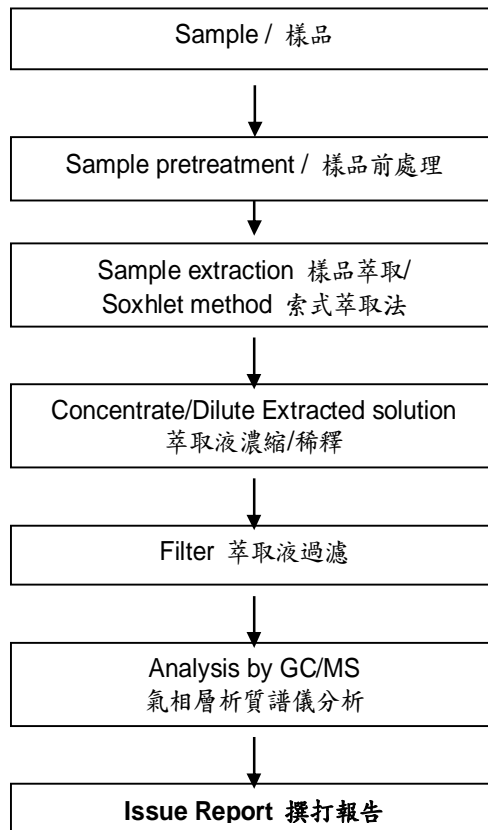 Sample / 樣品
Sample pretreatment / 樣品前處理
Sample extraction 樣品萃取/
Soxhlet method 索式萃取法
Concentrate/Dilute Extracted solution
萃取液濃縮/稀釋
Filter 萃取液過濾
Analysis by GC/MS
氣相層析質譜儀分析
Issue Report 撰打報告